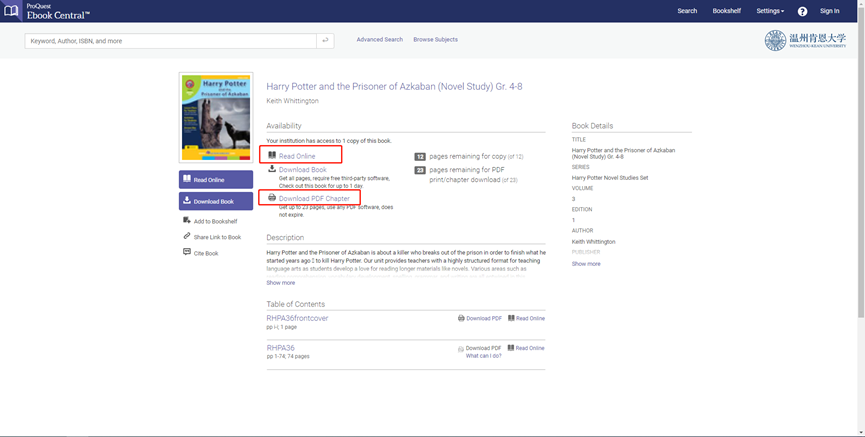 ProQuest
Ebook Central™
Search
Bookshelf
Settings
?
Sign In
Keyword, Author, ISBN, and more
Advanced Search
Browse Subjects
温州肯恩大学
WENZHOU-KEAN UNIVERSITY
Harry Potter and the
Prisoner of Azkaban
Harry Potter and the Prisoner of Azkaban (Novel Study) Gr. 4-8
Keith Whittington
Read Online
Download Book
Add to Bookshelf
Share Link to Book
Cite Book
Availability
Your institution has access to 1 copy of this book.
Read Online
Download Book
Get all pages, require free third-party software,
Check out this book for up to 1 day.
Download PDF Chapter
Get up to 23 pages, use any PDF software, does
not expire.
12 pages remaining for copy (of 12)
23 pages remaining for PDF
print/chapter download (of 23)
Description
Harry Potter and the Prisoner of Azkaban is about a killer who breaks out of the prison in order to finish what he
started years ago I to kill Harry Potter. Our unit provides teachers with a highly structured format for teaching
language arts as students develop a love for reading longer materials like novels. Various areas such as
Show more
Table of Contents
RHPA36frontcover
pp i-i; 1 page
Download PDF
Read Online
RHPA36
pp 1-74; 74 pages
Download PDF
What can I do?
Read Online
Book Details
TITLE
Harry Potter and the Prisoner of Azkaban
(Novel Study) Gr. 4-8
SERIES
Harry Potter Novel Studies Set
VOLUME
3
EDITION
1
AUTHOR
Keith Whittington
PUBLISHER
Show more